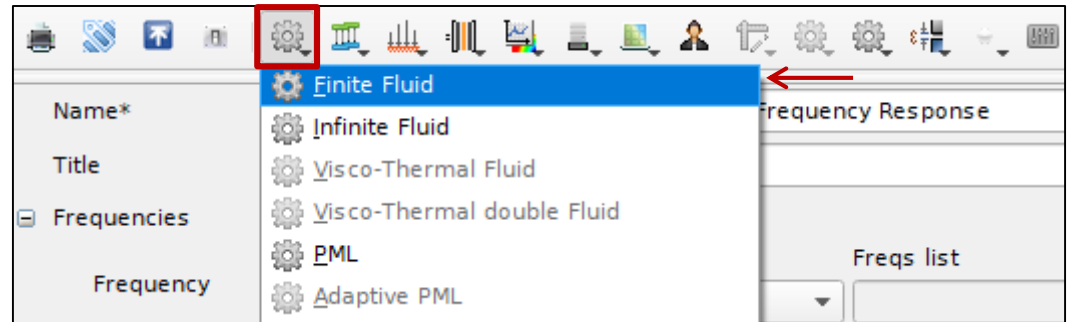 Finite Fluid
Name*
Frequency Response
Infinite Fluid
Title
Visco-Thermal Fluid
Frequencies
Visco-Thermal double Fluid
PML
Freqs list
Frequency
Adaptive PML